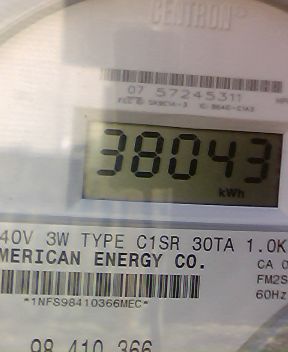 CENTRON®
07 57245311
38043
kWh
40V 3W TYPE C1SR 30TA 1.0K
MERICAN ENERGY CO.
CA 0
FM2S
60Hz
*1NFS98410366MEC*
98 410 366